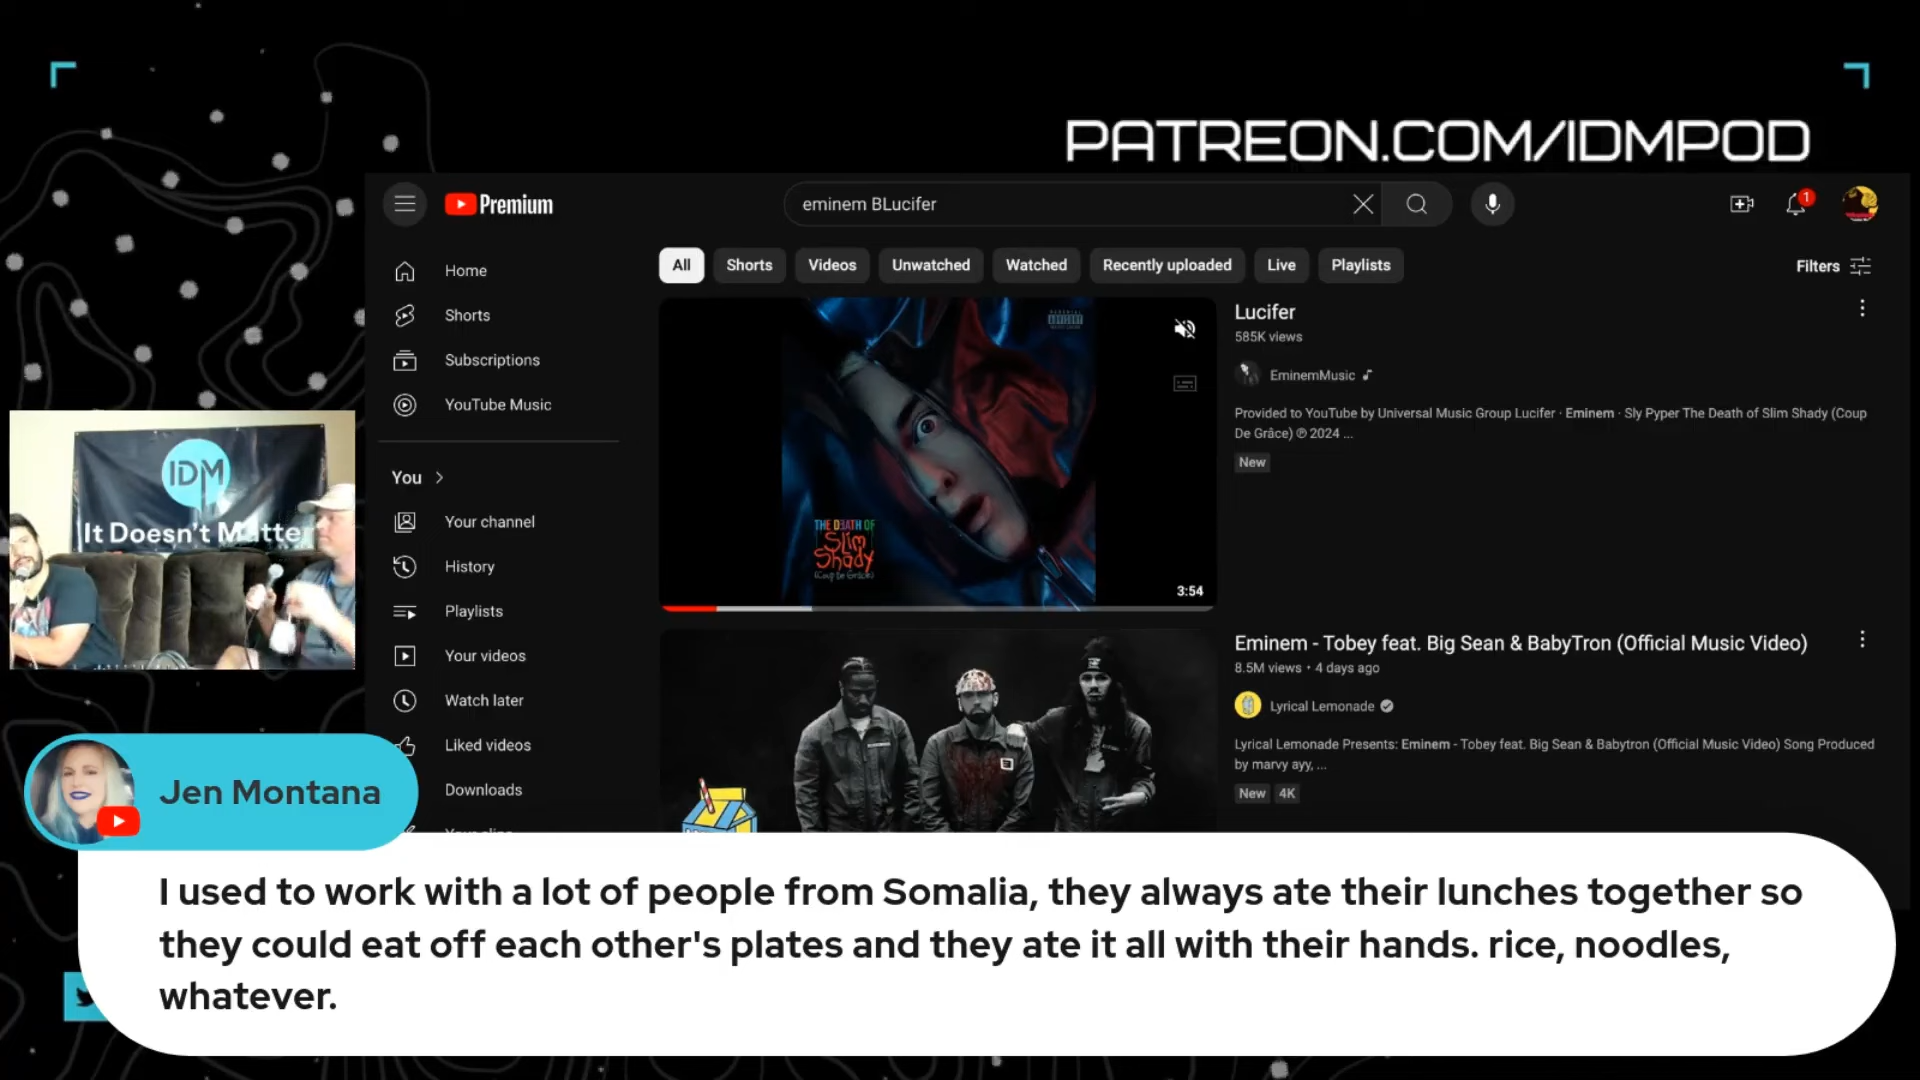 PATREON.COM/IDMPOD
Premium
eminem BLucifer
1
All
Shorts
Videos
Unwatched
Watched
Recently uploaded
Live
Playlists
Filters
Home
Shorts
Subscriptions
YouTube Music
You
Your channel
History
Playlists
Your videos
Watch later
Liked videos
Downloads
THE DEATH OF
Slim
Shady
(Coup De Grâce)
3:54
Lucifer
585K views
EminemMusic
Provided to YouTube by Universal Music Group Lucifer · Eminem · Sly Pyper The Death of Slim Shady (Coup
De Grâce) ℗ 2024 ...
New
Eminem - Tobey feat. Big Sean & BabyTron (Official Music Video)
8.5M views • 4 days ago
Lyrical Lemonade
Lyrical Lemonade Presents: Eminem - Tobey feat. Big Sean & Babytron (Official Music Video) Song Produced
by marvy ayy, ...
New 4K
IDM
It Doesn't Matter
Jen Montana
I used to work with a lot of people from Somalia, they always ate their lunches together so
they could eat off each other's plates and they ate it all with their hands. rice, noodles,
whatever.